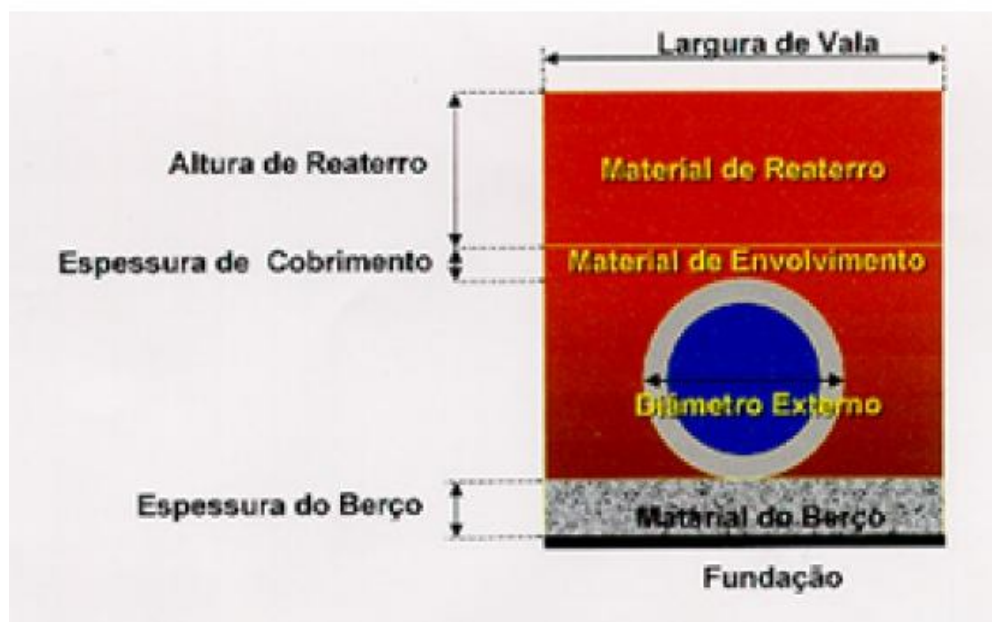 Largura de Vala
Altura de Reaterro
Material de Reaterro
Espessura de Cobrimento
Material de Envolvimento
Diâmetro Externo
Espessura do Berço
Material do Berço
Fundação